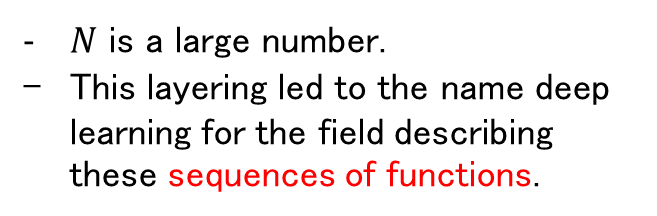 - N is a large number.
– This layering led to the name deep
learning for the field describing
these sequences of functions.